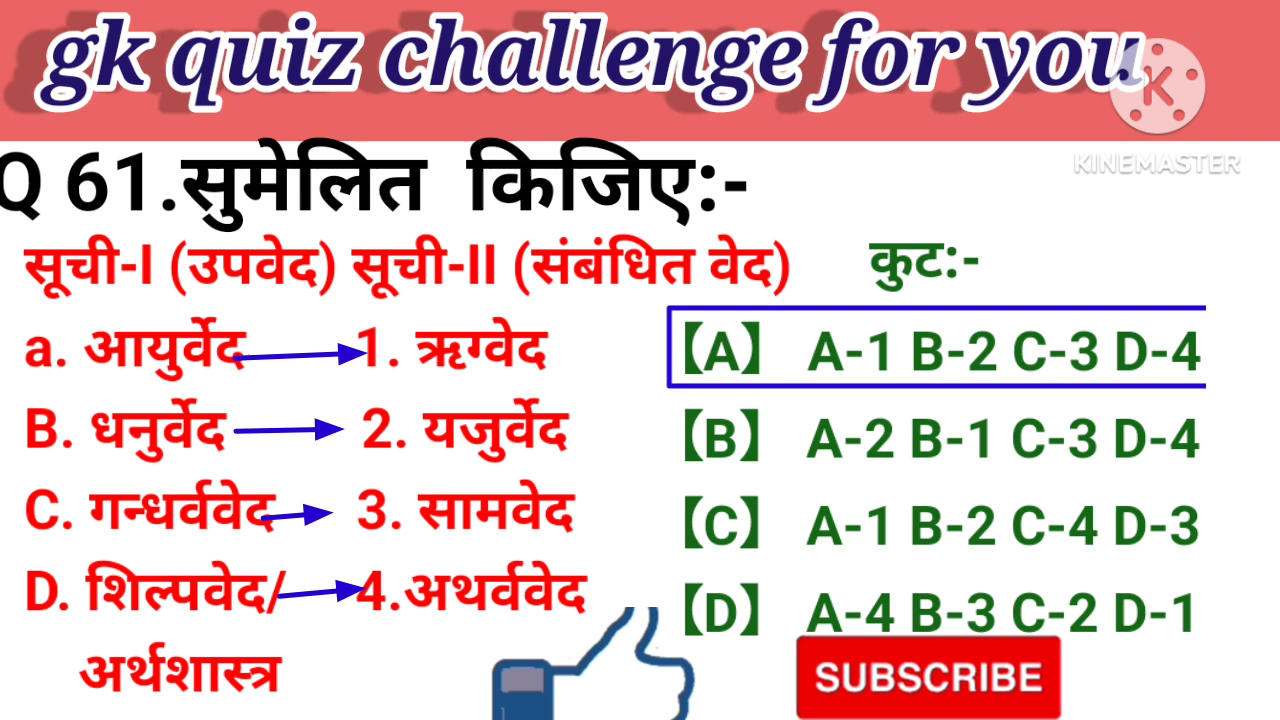 gk quiz challenge for you
KINEMASTER
Q 61.सुमेलित किजिए:-
सूची-I (उपवेद) सूची-II (संबंधित वेद)
कुट:-
a. आयुर्वेद 1. ऋग्वेद
【A】 A-1 B-2 C-3 D-4
B. धनुर्वेद 2. यजुर्वेद
【B】 A-2 B-1 C-3 D-4
C. गन्धर्ववेद 3. सामवेद
【C】 A-1 B-2 C-4 D-3
D. शिल्पवेद/ 4.अथर्ववेद
【D】 A-4 B-3 C-2 D-1
अर्थशास्त्र
SUBSCRIBE